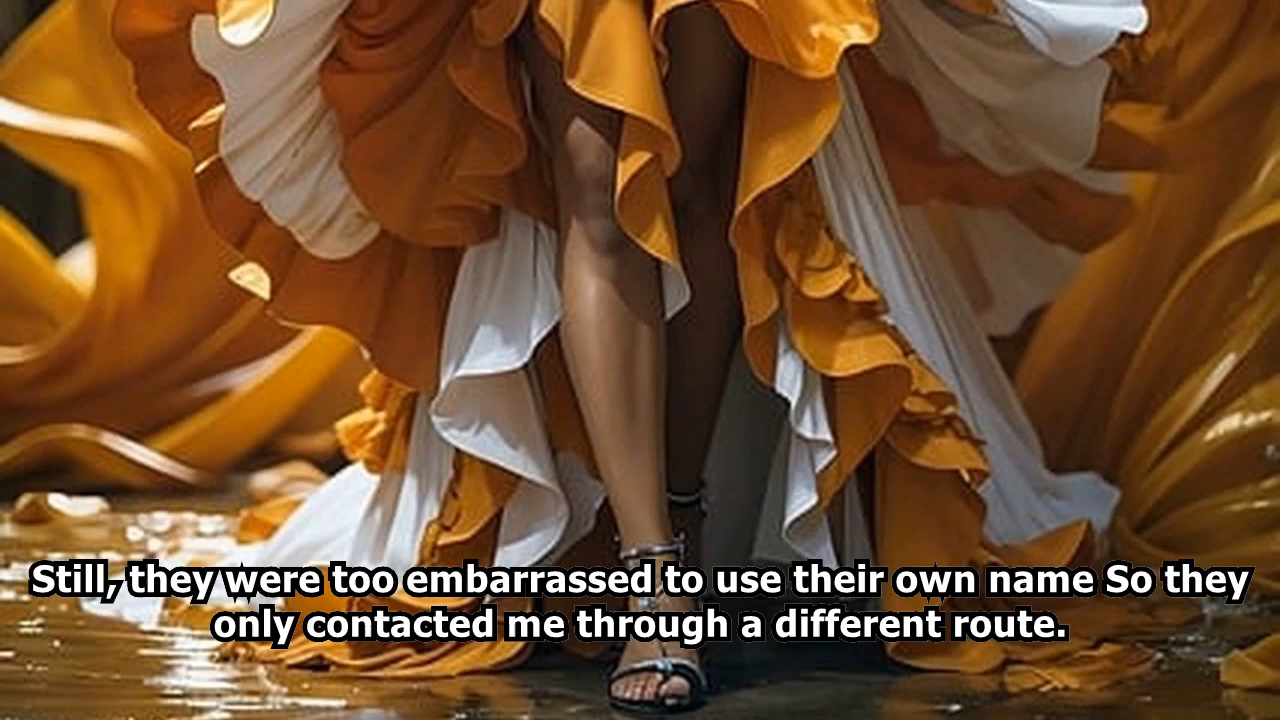 Still, they were too embarrassed to use their own name So they
only contacted me through a different route.